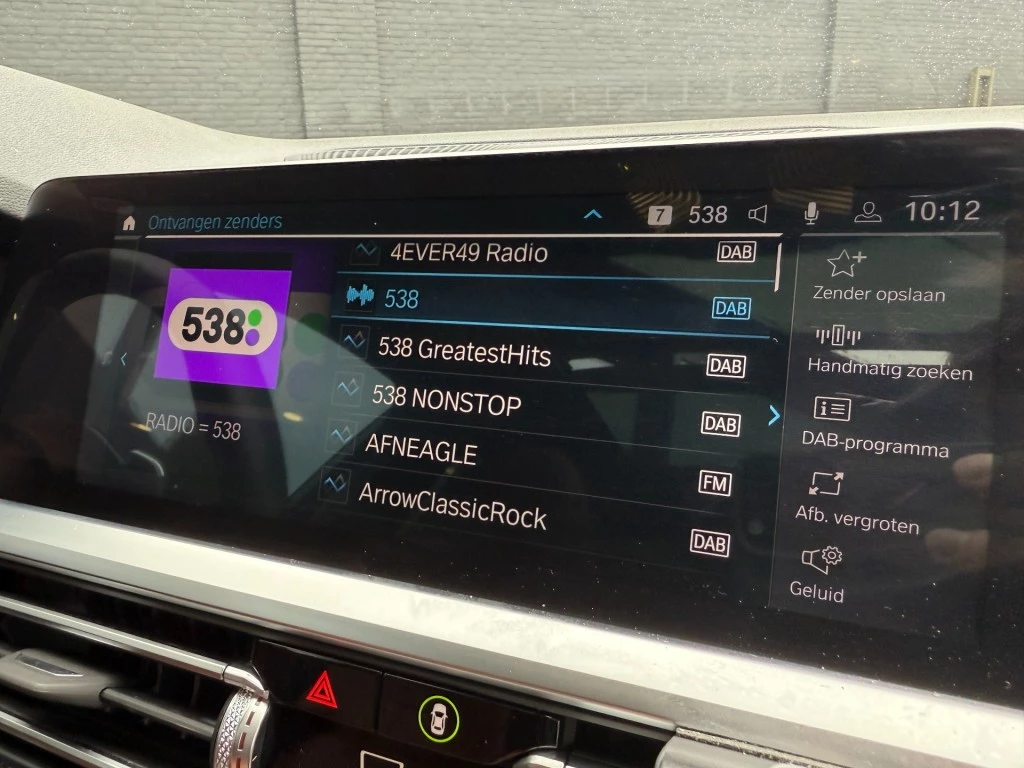 Ontvangen zenders
7 538 10:12
4EVER49 Radio DAB
538 DAB
538 GreatestHits DAB
538 NONSTOP DAB
AFNEAGLE FM
ArrowClassicRock DAB
538
RADIO = 538
Zender opslaan
Handmatig zoeken
DAB-programma
Afb. vergroten
Geluid